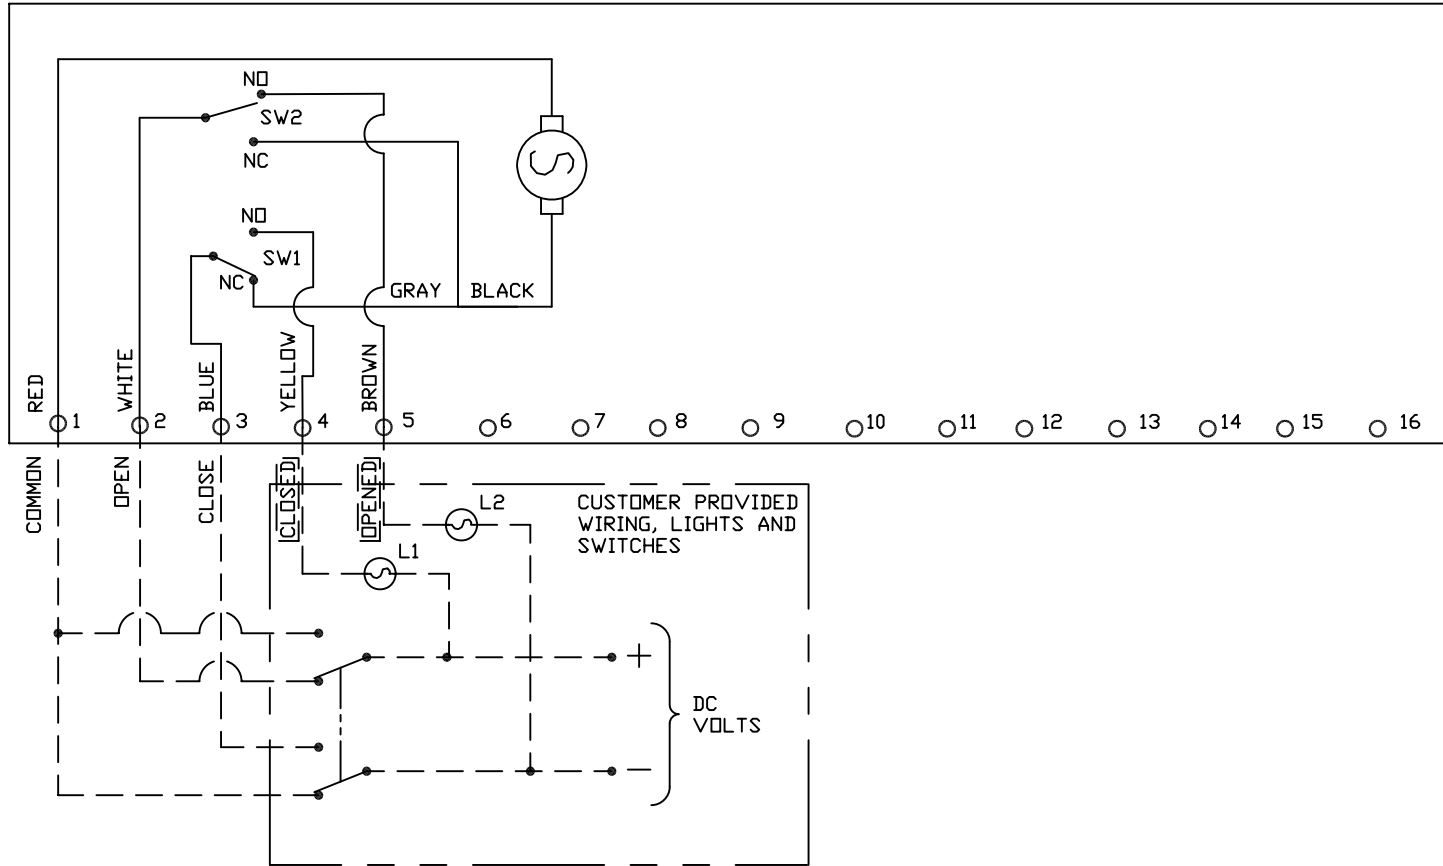 NO
SW2
NC
NO
SW1
NC
GRAY
BLACK
RED
WHITE
BLUE
YELLOW
BROWN
1
2
3
4
5
6
7
8
9
10
11
12
13
14
15
16
COMMON
OPEN
CLOSE
CLOSED
OPENED
L2
L1
CUSTOMER PROVIDED
WIRING, LIGHTS AND
SWITCHES
+
DC
VOLTS
-